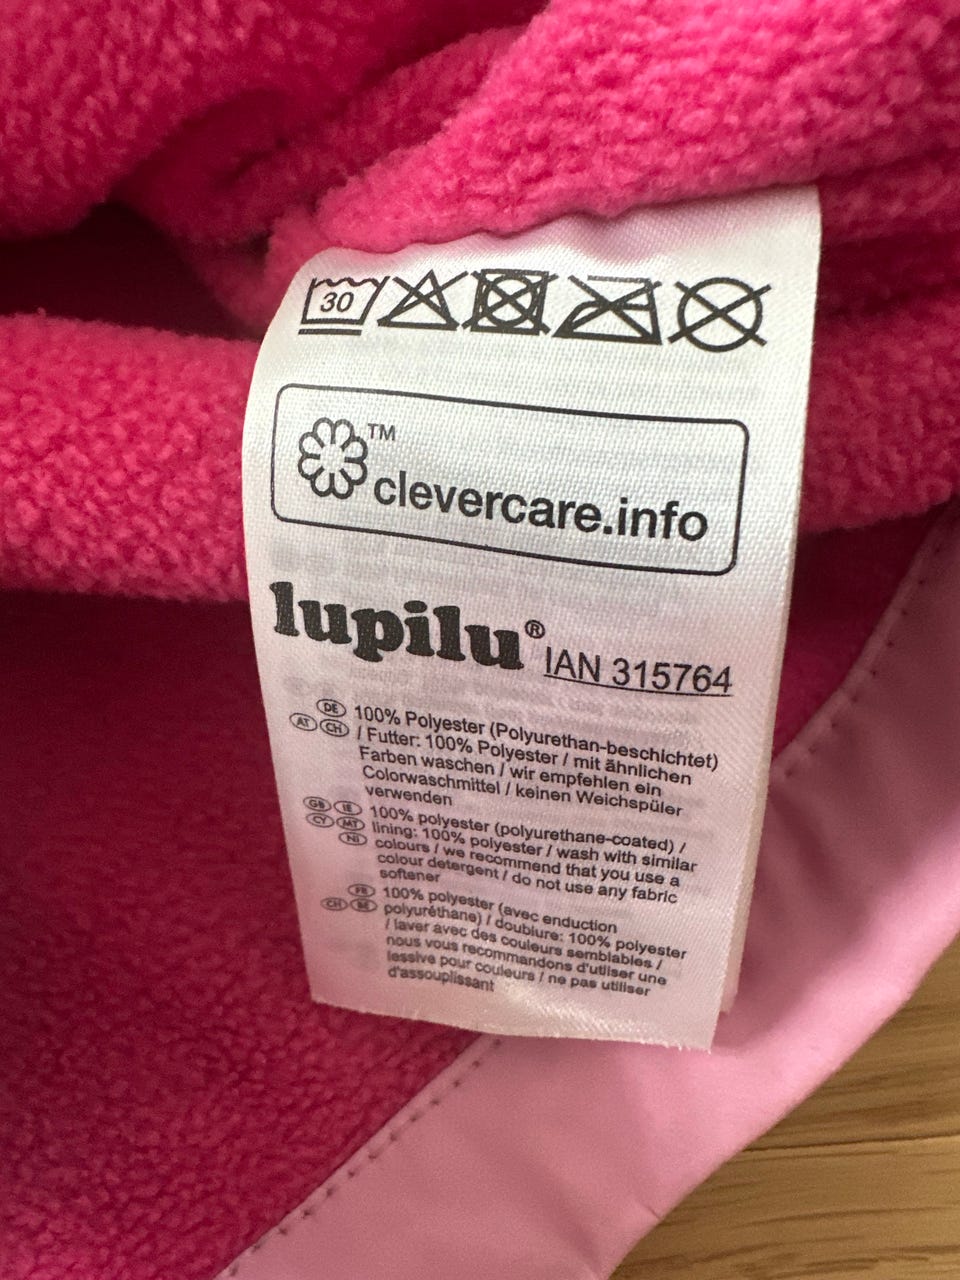 30
™
clevercare.info
lupilu® IAN 315764
DE AT CH 100% Polyester (Polyurethan-beschichtet)
/ Futter: 100% Polyester / mit ähnlichen
Farben waschen / wir empfehlen ein
Colorwaschmittel / keinen Weichspüler
verwenden
GB IE CY MT NI 100% polyester (polyurethane-coated) /
lining: 100% polyester / wash with similar
colours / we recommend that you use a
colour detergent / do not use any fabric
softener
FR CH BE 100% polyester (avec enduction
polyuréthane) / doublure: 100% polyester
/ laver avec des couleurs semblables /
nous vous recommandons d'utliser une
lessive pour couleurs / ne pas utiliser
d'assouplissant